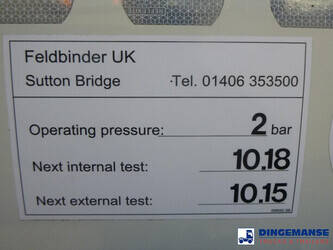 Feldbinder UK
Sutton Bridge Tel. 01406 353500
Operating pressure: 2 bar
Next internal test: 10.18
Next external test: 10.15
DINGEMANSE